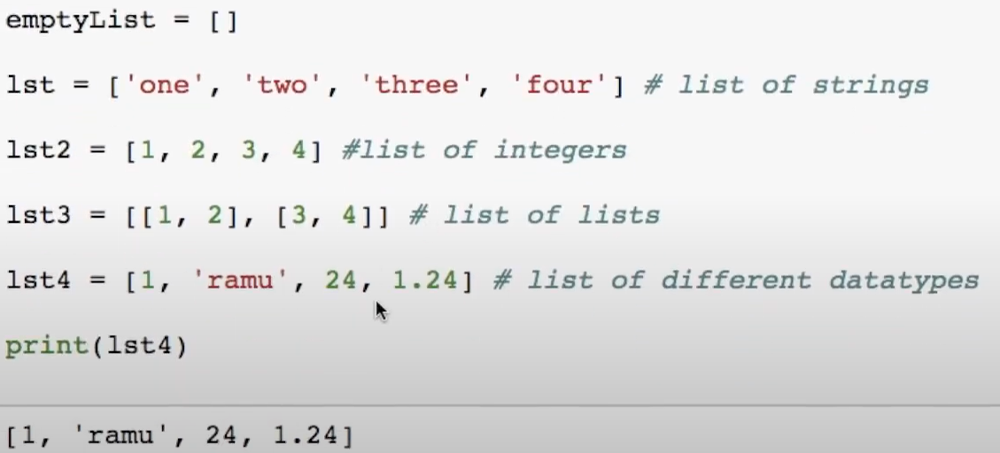 emptyList = []
lst = ['one', 'two', 'three', 'four'] # list of strings
lst2 = [1, 2, 3, 4] #list of integers
lst3 = [[1, 2], [3, 4]] # list of lists
lst4 = [1, 'ramu', 24, 1.24] # list of different datatypes
print(lst4)
[1, 'ramu', 24, 1.24]